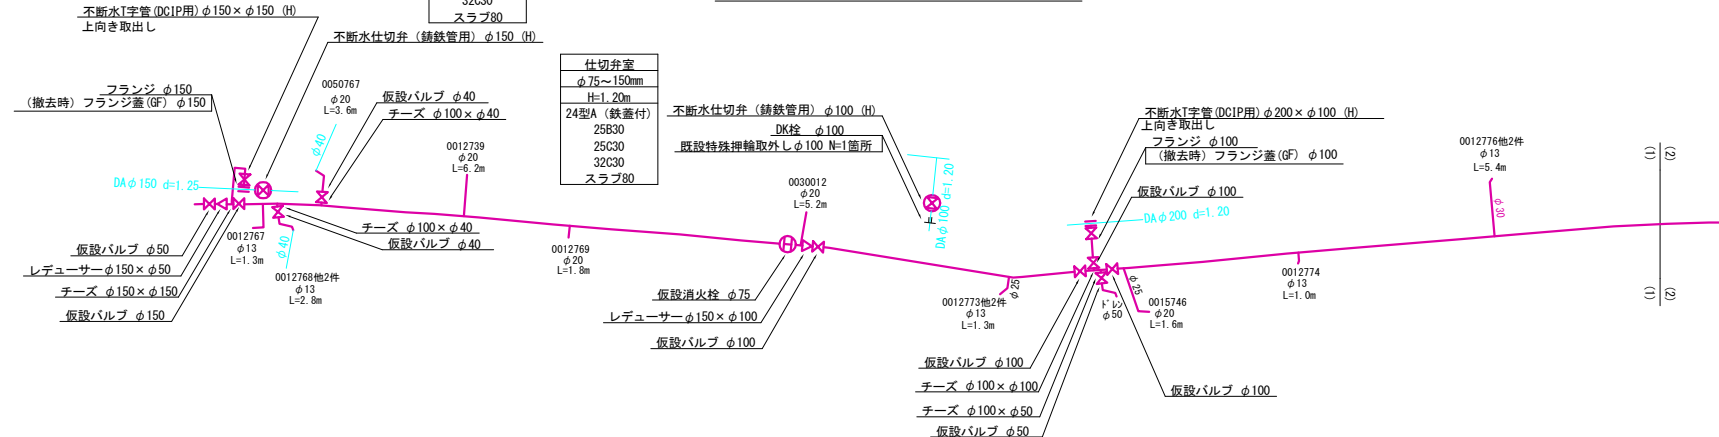 32C30
スラブ80
不断水T字管(DCIP用)φ150×φ150 (H)
上向き取出し
不断水仕切弁（鋳鉄管用）φ150 (H)
フランジ φ150
（撤去時）フランジ蓋(GF) φ150
0050767
φ20
L=3.6m
仮設バルブ φ40
チーズ φ100×φ40
φ40
DAφ150 d=1.25
0012739
φ20
L=6.2m
仕切弁室
φ75～150mm
H=1.20m
24型A（鉄蓋付）
25B30
25C30
32C30
スラブ80
不断水仕切弁（鋳鉄管用）φ100 (H)
DK栓 φ100
既設特殊押輪取外しφ100 N=1箇所
DAφ100 d=1.20
0030012
φ20
L=5.2m
不断水T字管(DCIP用)φ200×φ100 (H)
上向き取出し
フランジ φ100
（撤去時）フランジ蓋(GF) φ100
仮設バルブ φ100
DAφ200 d=1.20
0012776他2件
φ13
L=5.4m
φ30
(1)
(2)
(1)
(2)
チーズ φ100×φ40
仮設バルブ φ40
仮設バルブ φ50
レデューサーφ150×φ50
チーズ φ150×φ150
仮設バルブ φ150
0012767
φ13
L=1.3m
φ40
0012768他2件
φ13
L=2.8m
0012769
φ20
L=1.8m
仮設消火栓 φ75
H
レデューサーφ150×φ100
仮設バルブ φ100
0012773他2件
φ13
L=1.3m
φ25
ドレン
φ50
φ25
0015746
φ20
L=1.6m
0012774
φ13
L=1.0m
仮設バルブ φ100
チーズ φ100×φ100
チーズ φ100×φ50
仮設バルブ φ50
仮設バルブ φ100